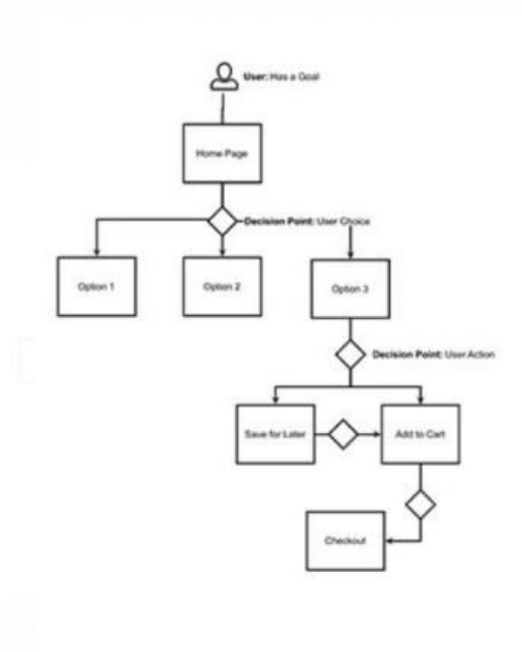 User: Has a Goal
Home Page
Decision Point: User Choice
Option 1
Option 2
Option 3
Decision Point: User Action
Save for Later
Add to Cart
Checkout